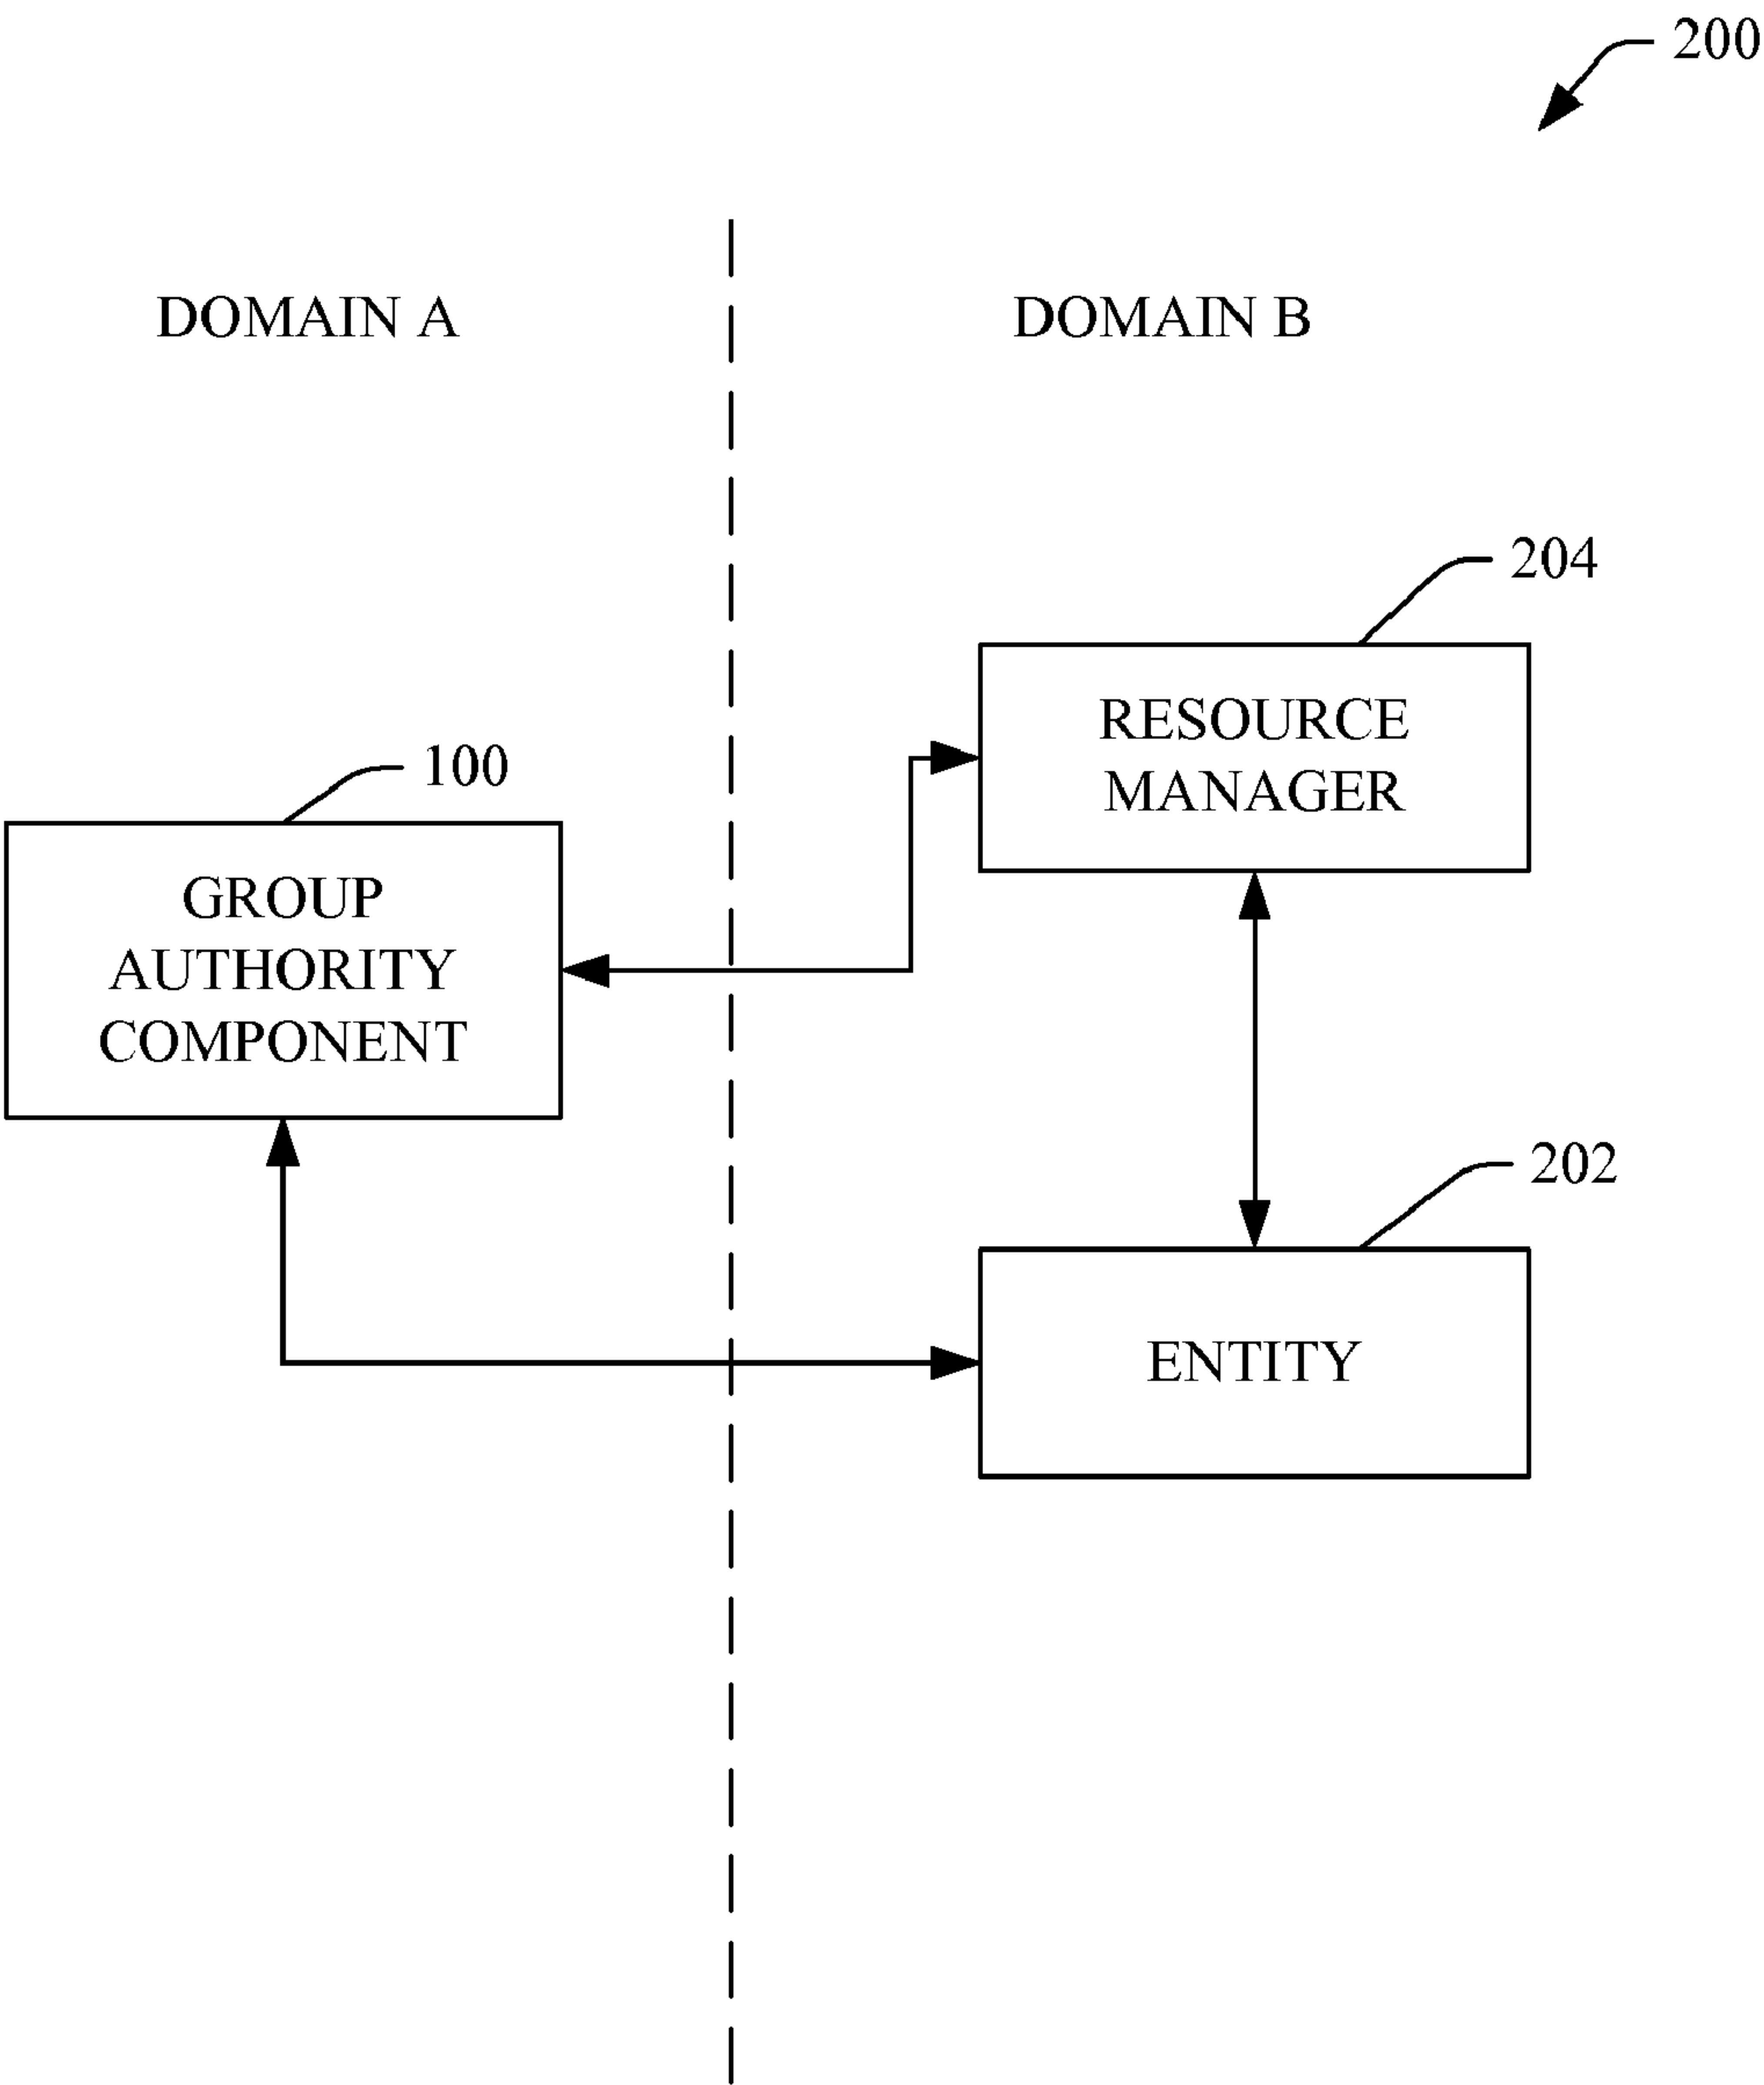 200
DOMAIN A
DOMAIN B
204
RESOURCE
MANAGER
100
GROUP
AUTHORITY
COMPONENT
202
ENTITY